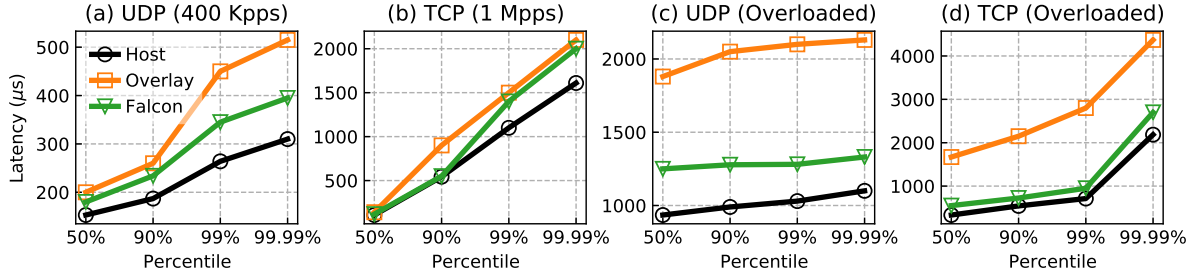 (a) UDP (400 Kpps)
(b) TCP (1 Mpps)
(c) UDP (Overloaded)
(d) TCP (Overloaded)
Latency (μs)
500
400
300
200
Host
Overlay
Falcon
50%
90%
99%
99.99%
Percentile
2000
1500
1000
500
50%
90%
99%
99.99%
Percentile
2000
1500
1000
50%
90%
99%
99.99%
Percentile
4000
3000
2000
1000
50%
90%
99%
99.99%
Percentile